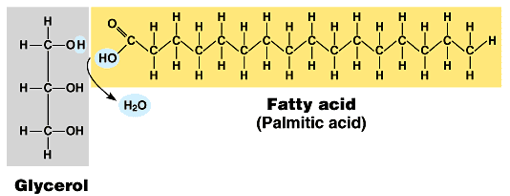 H
H–C–OH
H–C–OH
H–C–OH
H
Glycerol
O
C
HO
H H H H H H H
H H H H H H H H
H
H H H H H H H
H H H H H H H H
H₂O
Fatty acid
(Palmitic acid)